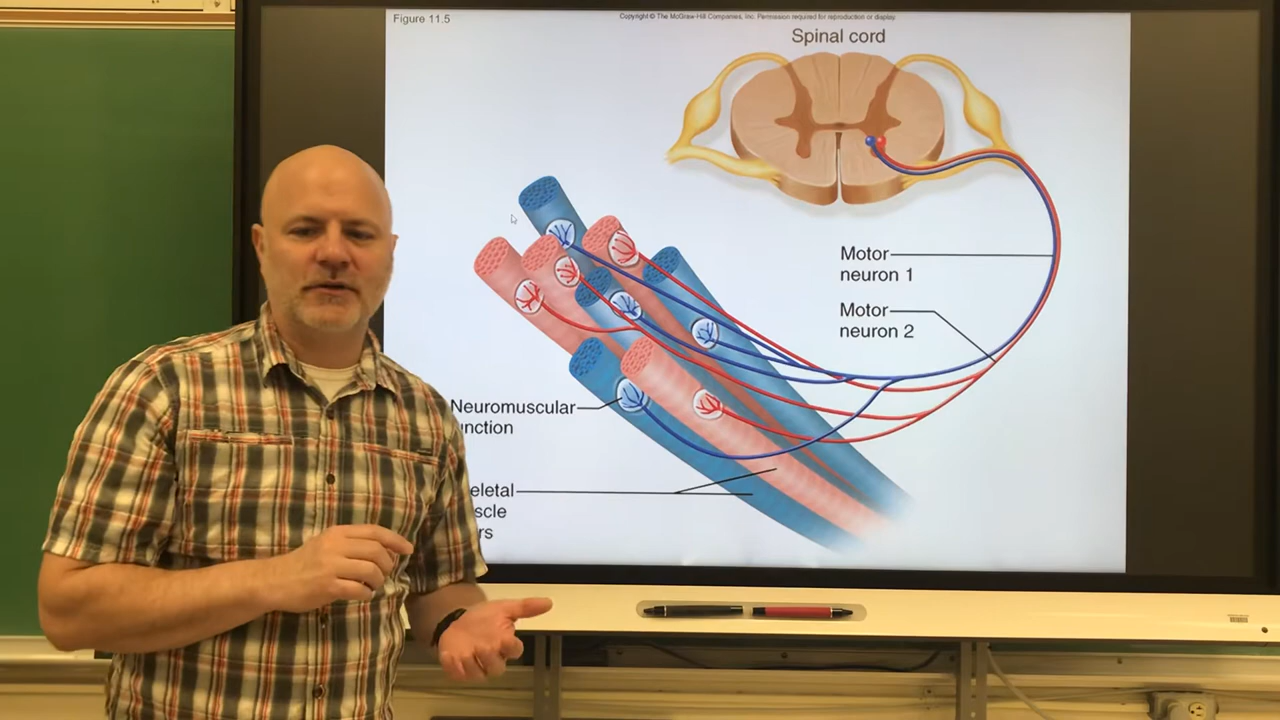 Figure 11.5
Copyright © The McGraw-Hill Companies, Inc. Permission required for reproduction or display.
Spinal cord
Motor
neuron 1
Motor
neuron 2
Neuromuscular
unction
eletal
scle
rs